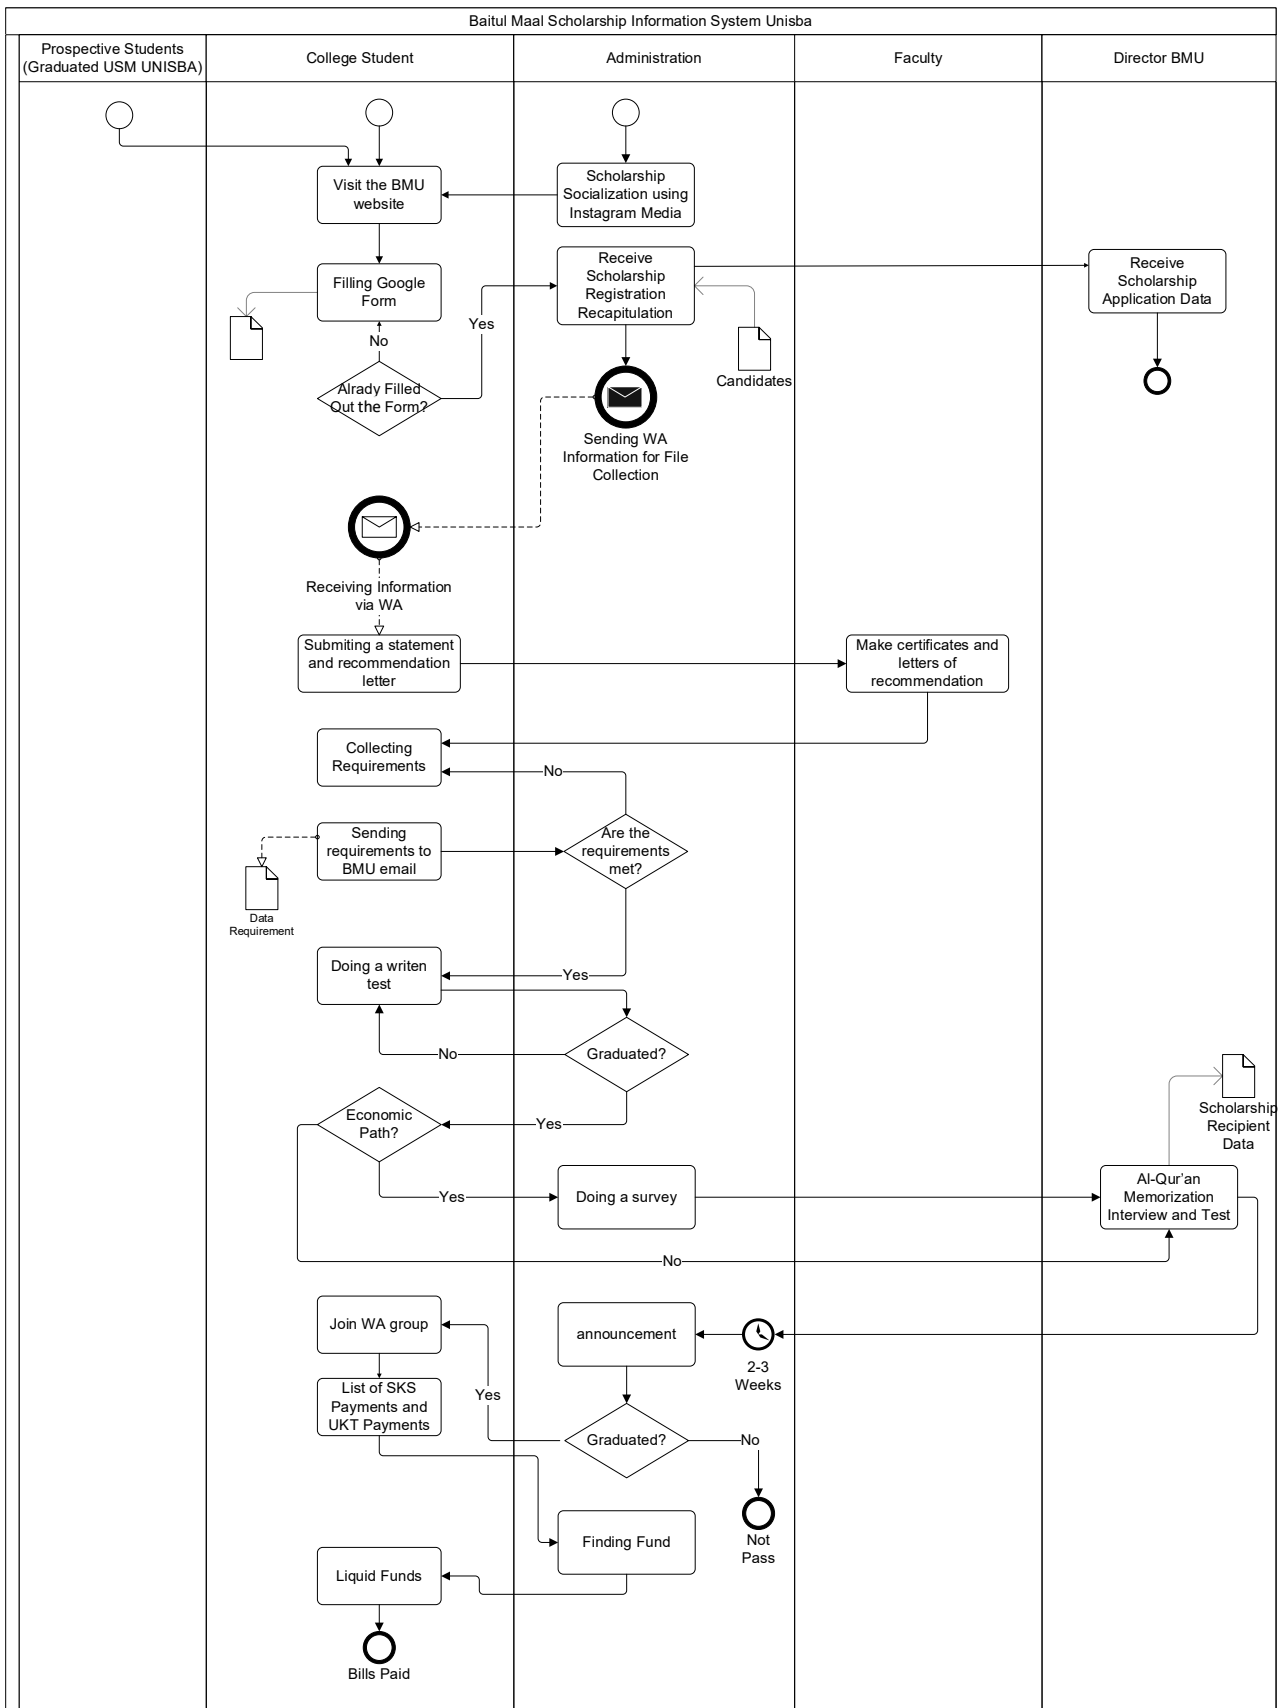 Baitul Maal Scholarship Information System Unisba
Prospective Students
(Graduated USM UNISBA)
College Student
Administration
Faculty
Director BMU
Visit the BMU
website
Scholarship
Socialization using
Instagram Media
Filling Google
Form
Receive
Scholarship
Registration
Recapitulation
Receive
Scholarship
Application Data
Yes
No
Candidates
Alrady Filled
Out the Form?
Sending WA
Information for File
Collection
Receiving Information
via WA
Submiting a statement
and recommendation
letter
Make certificates and
letters of
recommendation
Collecting
Requirements
No
Sending
requirements to
BMU email
Are the
requirements
met?
Data
Requirement
Doing a writen
test
Yes
No
Graduated?
Economic
Path?
Yes
Scholarship
Recipient
Data
Yes
Doing a survey
Al-Qur'an
Memorization
Interview and Test
No
Join WA group
announcement
2-3
Weeks
List of SKS
Payments and
UKT Payments
Yes
Graduated?
No
Not
Pass
Finding Fund
Liquid Funds
Bills Paid